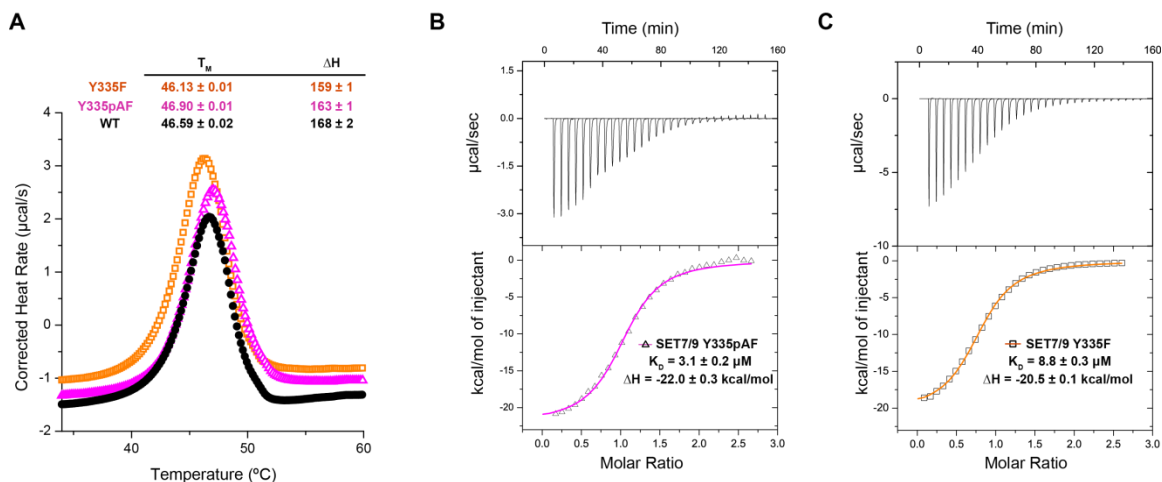 A
T_M ΔH
Y335F 46.13 ± 0.01 159 ± 1
Y335pAF 46.90 ± 0.01 163 ± 1
WT 46.59 ± 0.02 168 ± 2
Corrected Heat Rate (μcal/s)
4
3
2
1
0
-1
-2
40 50 60
Temperature (ºC)
B
Time (min)
0 20 40 60 80 100 120 140 160
μcal/sec
1.5
0.0
-1.5
-3.0
kcal/mol of injectant
0
-5
-10
-15
-20
SET7/9 Y335pAF
K_D = 3.1 ± 0.2 μM
ΔH = -22.0 ± 0.3 kcal/mol
0.0 0.5 1.0 1.5 2.0 2.5 3.0
Molar Ratio
C
Time (min)
0 40 80 120 160
μcal/sec
0
-5
-10
kcal/mol of injectant
0
-5
-10
-15
-20
SET7/9 Y335F
K_D = 8.8 ± 0.3 μM
ΔH = -20.5 ± 0.1 kcal/mol
0.0 0.5 1.0 1.5 2.0 2.5 3.0
Molar Ratio